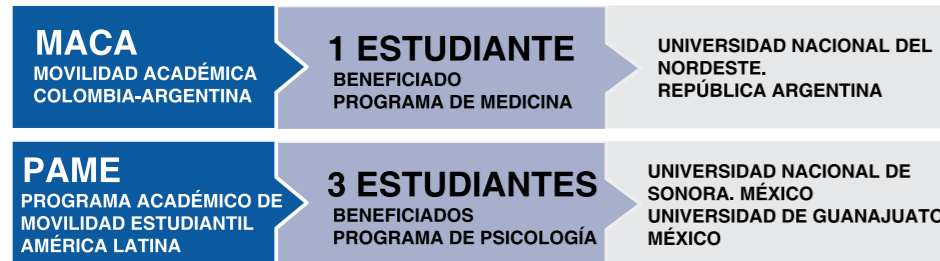 MACA
MOVILIDAD ACADÉMICA
COLOMBIA-ARGENTINA
1 ESTUDIANTE
BENEFICIADO
PROGRAMA DE MEDICINA
UNIVERSIDAD NACIONAL DEL
NORDESTE.
REPÚBLICA ARGENTINA
PAME
PROGRAMA ACADÉMICO DE
MOVILIDAD ESTUDIANTIL
AMÉRICA LATINA
3 ESTUDIANTES
BENEFICIADOS
PROGRAMA DE PSICOLOGÍA
UNIVERSIDAD NACIONAL DE
SONORA. MÉXICO
UNIVERSIDAD DE GUANAJUATO
MÉXICO